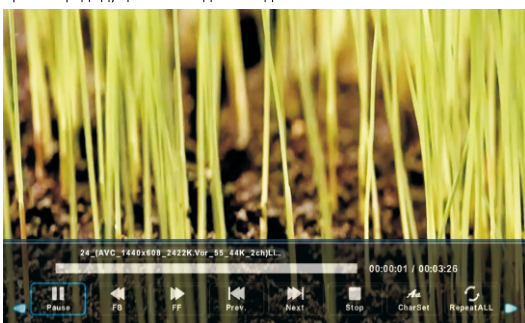 24_(AVC_1440x608_2422K.Vor_55_44K_2ch)Li...
00:00:01 / 00:03:26
Pause FB FF Prev. Next Stop CharSet RepeatALL